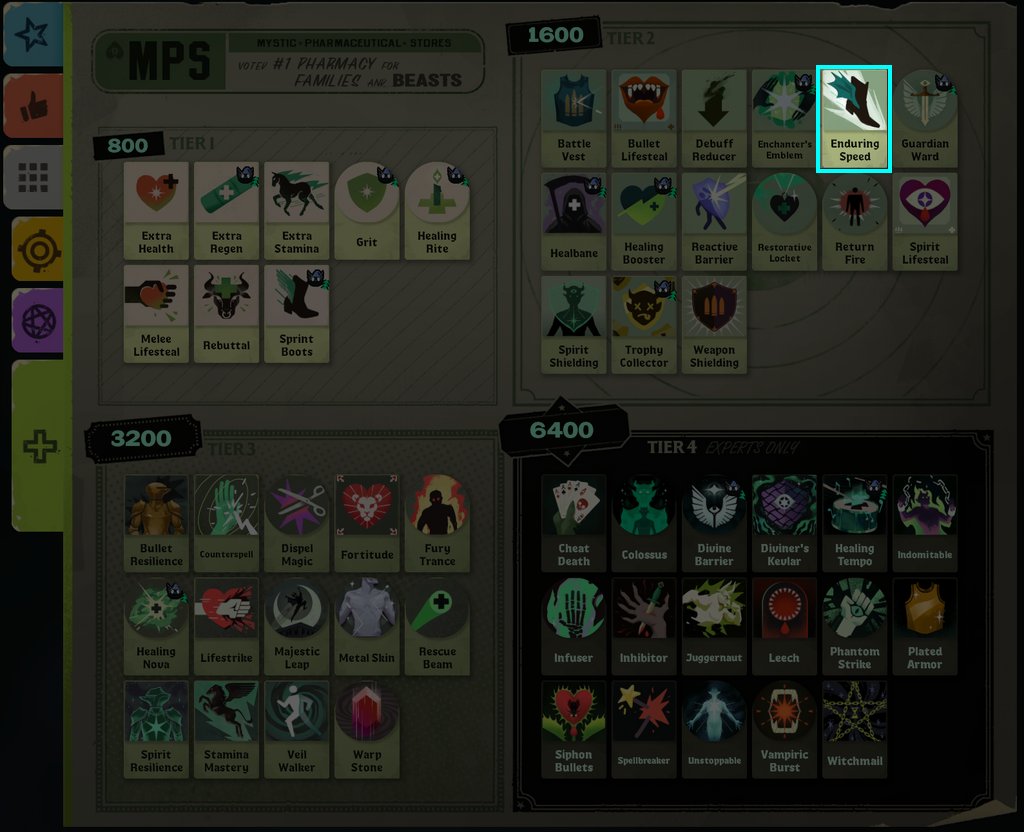 MPS
MYSTIC • PHARMACEUTICAL • STORES
VOTED #1 PHARMACY FOR
FAMILIES AND BEASTS
800 TIER 1
Extra
Health
Extra
Regen
Extra
Stamina
Grit
Healing
Rite
Melee
Lifesteal
Rebuttal
Sprint
Boots
1600 TIER 2
Battle
Vest
Bullet
Lifesteal
Debuff
Reducer
Enchanter's
Emblem
Enduring
Speed
Guardian
Ward
Healbane
Healing
Booster
Reactive
Barrier
Restorative
Locket
Return
Fire
Spirit
Lifesteal
Spirit
Shielding
Trophy
Collector
Weapon
Shielding
3200 TIER 3
Bullet
Resilience
Counterspell
Dispel
Magic
Fortitude
Fury
Trance
Healing
Nova
Lifestrike
Majestic
Leap
Metal Skin
Rescue
Beam
Spirit
Resilience
Stamina
Mastery
Veil
Walker
Warp
Stone
6400 TIER 4 EXPERTS ONLY
Cheat
Death
Colossus
Divine
Barrier
Diviner's
Kevlar
Healing
Tempo
Indomitable
Infuser
Inhibitor
Juggernaut
Leech
Phantom
Strike
Plated
Armor
Siphon
Bullets
Spellbreaker
Unstoppable
Vampiric
Burst
Witchmail